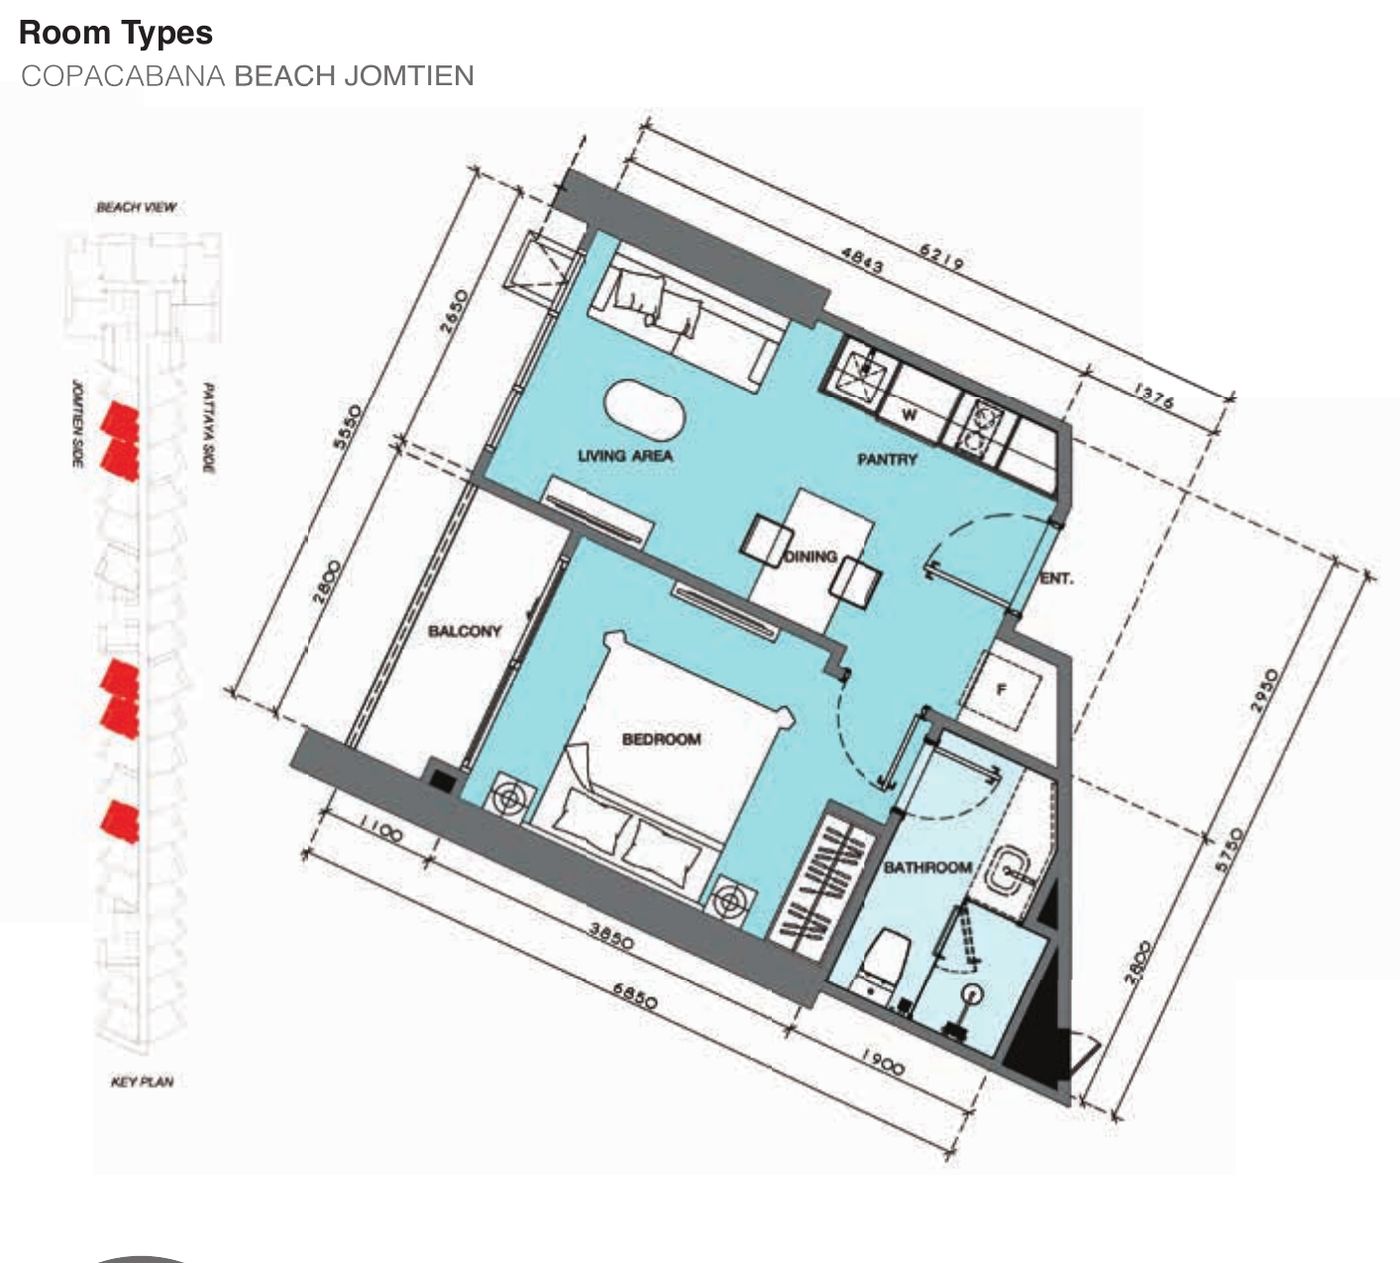 Room Types
COPACABANA BEACH JOMTIEN
BEACH VIEW
JOMTIEN SIDE
PATTAYA SIDE
KEY PLAN
6219
4843
1376
2650
5550
2800
LIVING AREA
W
PANTRY
DINING
ENT.
BALCONY
BEDROOM
F
BATHROOM
2950
5750
2800
1100
3850
6850
1900